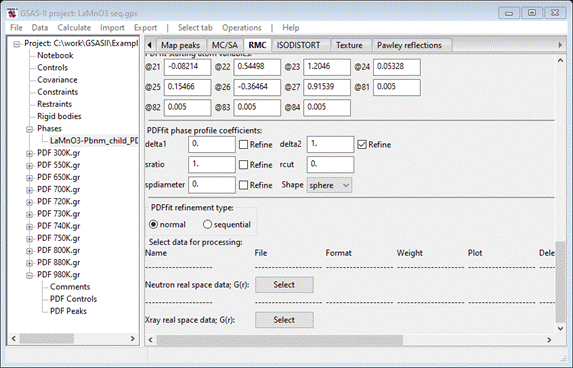 GSAS-II project: LaMnO3 seq.gpx
File Data Calculate Import Export | Select tab Operations | Help
Project: C:\work\GSASII\Exampl
Notebook
Controls
Covariance
Constraints
Restraints
Rigid bodies
Phases
LaMnO3-Pbnm_child_PD
PDF 300K.gr
PDF 550K.gr
PDF 650K.gr
PDF 700K.gr
PDF 720K.gr
PDF 730K.gr
PDF 740K.gr
PDF 750K.gr
PDF 800K.gr
PDF 880K.gr
PDF 980K.gr
Comments
PDF Controls
PDF Peaks
Map peaks MC/SA RMC ISODISTORT Texture Pawley reflections
PDFfit starting atom variables:
@21 -0.08214 @22 0.54498 @23 1.2046 @24 0.05328
@25 0.15466 @26 -0.36464 @27 0.91539 @81 0.005
@82 0.005 @83 0.005 @84 0.005
PDFfit phase profile coefficients:
delta1 0. Refine delta2 1. Refine
sratio 1. Refine rcut 0.
spdiameter 0. Refine Shape sphere
PDFfit refinement type:
normal sequential
Select data for processing:
Name File Format Weight Plot Dele
Neutron real space data; G(r): Select
Xray real space data; G(r): Select